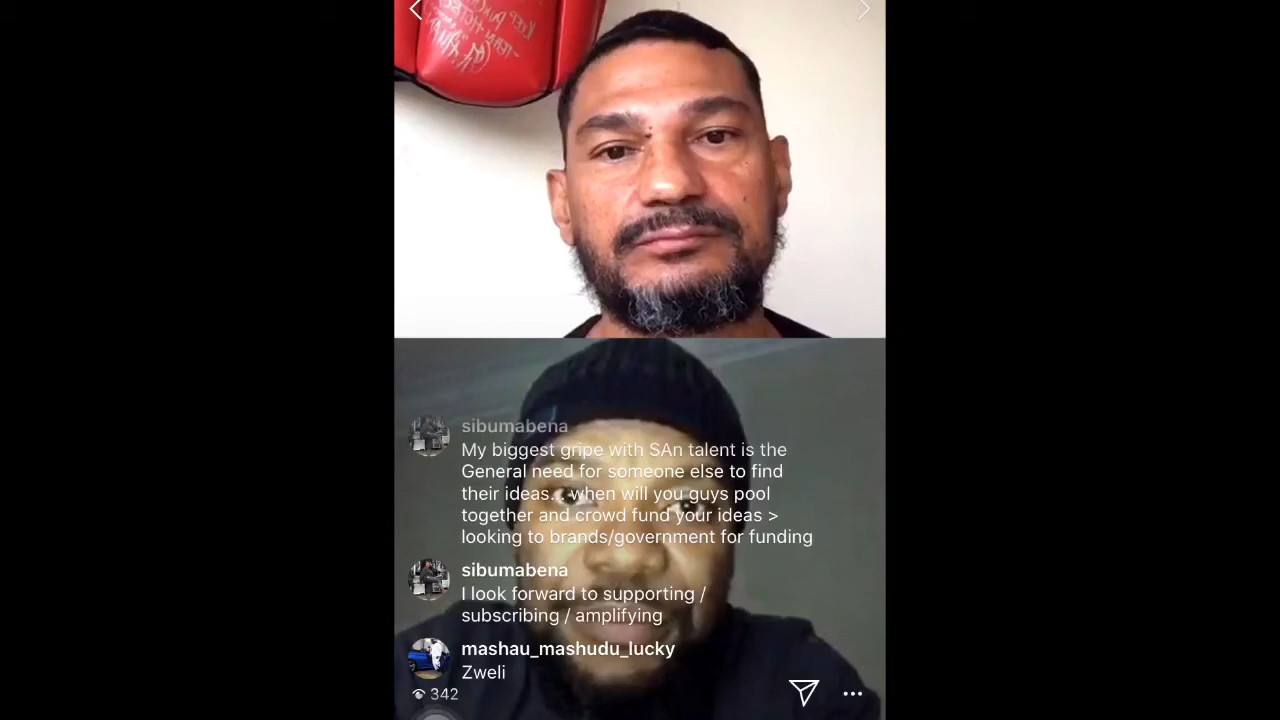 sibumabena
My biggest gripe with SAn talent is the
General need for someone else to find
their ideas... when will you guys pool
together and crowd fund your ideas >
looking to brands/government for funding
sibumabena
I look forward to supporting /
subscribing / amplifying
mashau_mashudu_lucky
Zweli
342